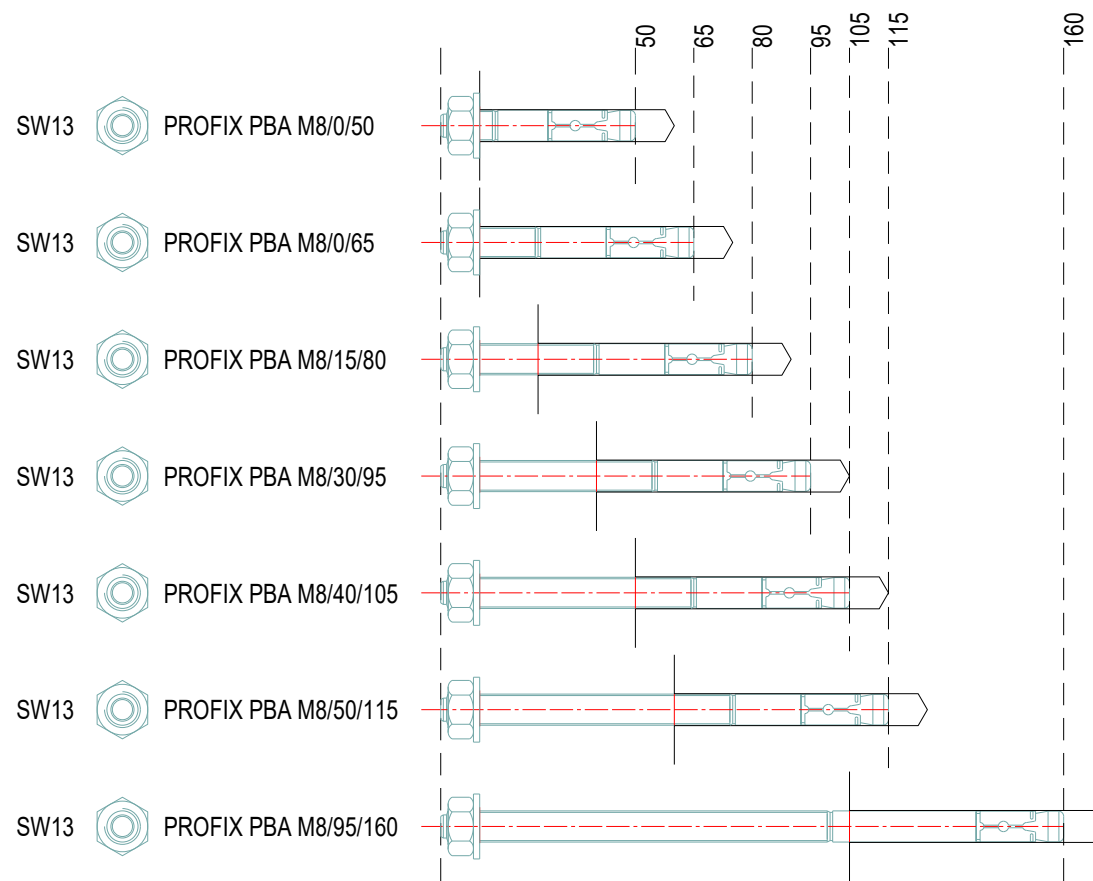 50 65 80 95 105 115 160
SW13 PROFIX PBA M8/0/50
SW13 PROFIX PBA M8/0/65
SW13 PROFIX PBA M8/15/80
SW13 PROFIX PBA M8/30/95
SW13 PROFIX PBA M8/40/105
SW13 PROFIX PBA M8/50/115
SW13 PROFIX PBA M8/95/160